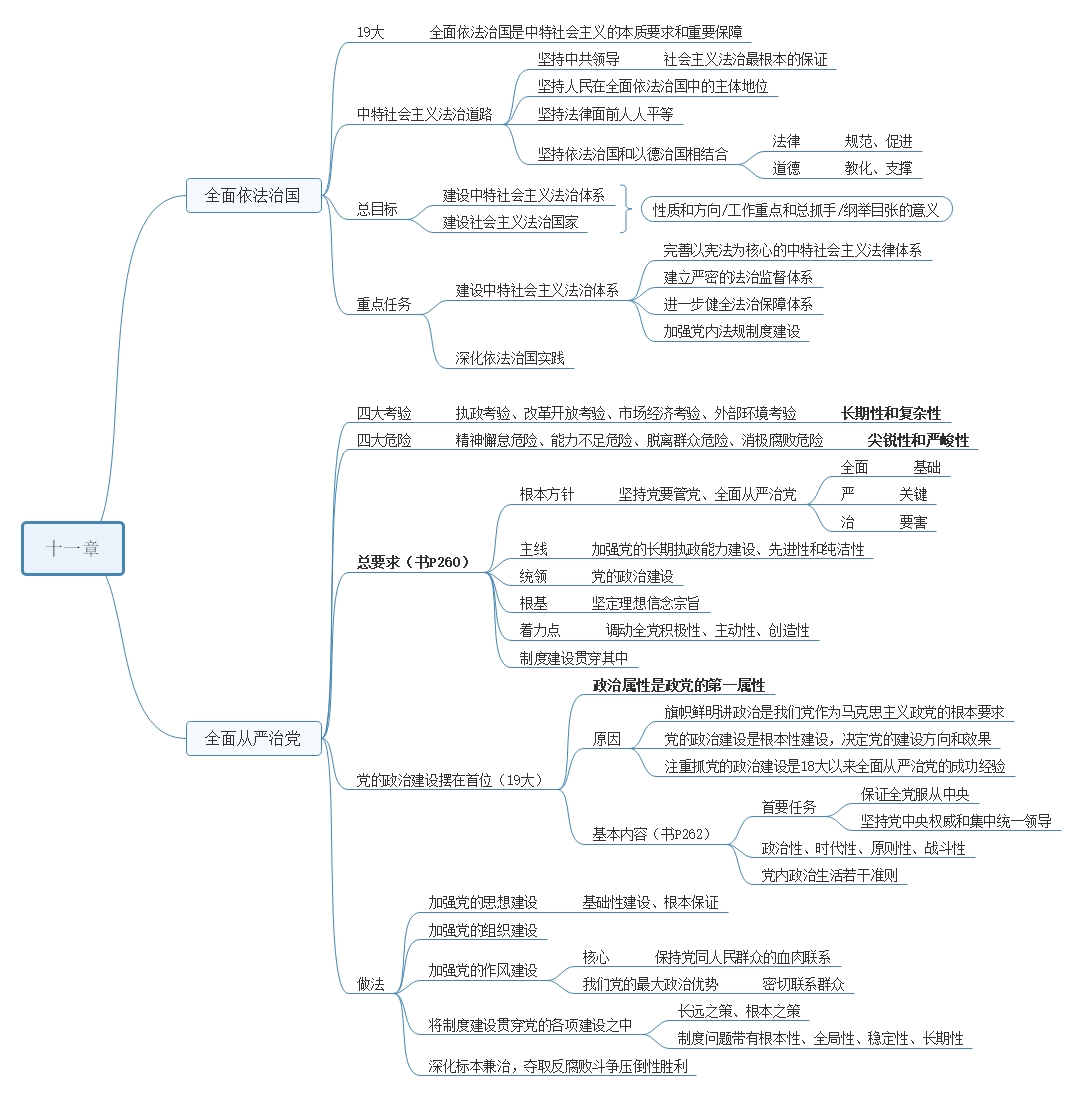 十一章
全面依法治国
19大 全面依法治国是中特社会主义的本质要求和重要保障
中特社会主义法治道路
坚持中共领导 社会主义法治最根本的保证
坚持人民在全面依法治国中的主体地位
坚持法律面前人人平等
坚持依法治国和以德治国相结合
法律 规范、促进
道德 教化、支撑
总目标
建设中特社会主义法治体系
建设社会主义法治国家
性质和方向/工作重点和总抓手/纲举目张的意义
重点任务
建设中特社会主义法治体系
完善以宪法为核心的中特社会主义法律体系
建立严密的法治监督体系
进一步健全法治保障体系
加强党内法规制度建设
深化依法治国实践
全面从严治党
四大考验 执政考验、改革开放考验、市场经济考验、外部环境考验 长期性和复杂性
四大危险 精神懈怠危险、能力不足危险、脱离群众危险、消极腐败危险 尖锐性和严峻性
总要求（书P260）
根本方针 坚持党要管党、全面从严治党
全面 基础
严 关键
治 要害
主线 加强党的长期执政能力建设、先进性和纯洁性
统领 党的政治建设
根基 坚定理想信念宗旨
着力点 调动全党积极性、主动性、创造性
制度建设贯穿其中
党的政治建设摆在首位（19大）
政治属性是政党的第一属性
原因
旗帜鲜明讲政治是我们党作为马克思主义政党的根本要求
党的政治建设是根本性建设，决定党的建设方向和效果
注重抓党的政治建设是18大以来全面从严治党的成功经验
基本内容（书P262）
首要任务
保证全党服从中央
坚持党中央权威和集中统一领导
政治性、时代性、原则性、战斗性
党内政治生活若干准则
做法
加强党的思想建设 基础性建设、根本保证
加强党的组织建设
加强党的作风建设
核心 保持党同人民群众的血肉联系
我们党的最大政治优势 密切联系群众
将制度建设贯穿党的各项建设之中
长远之策、根本之策
制度问题带有根本性、全局性、稳定性、长期性
深化标本兼治，夺取反腐败斗争压倒性胜利